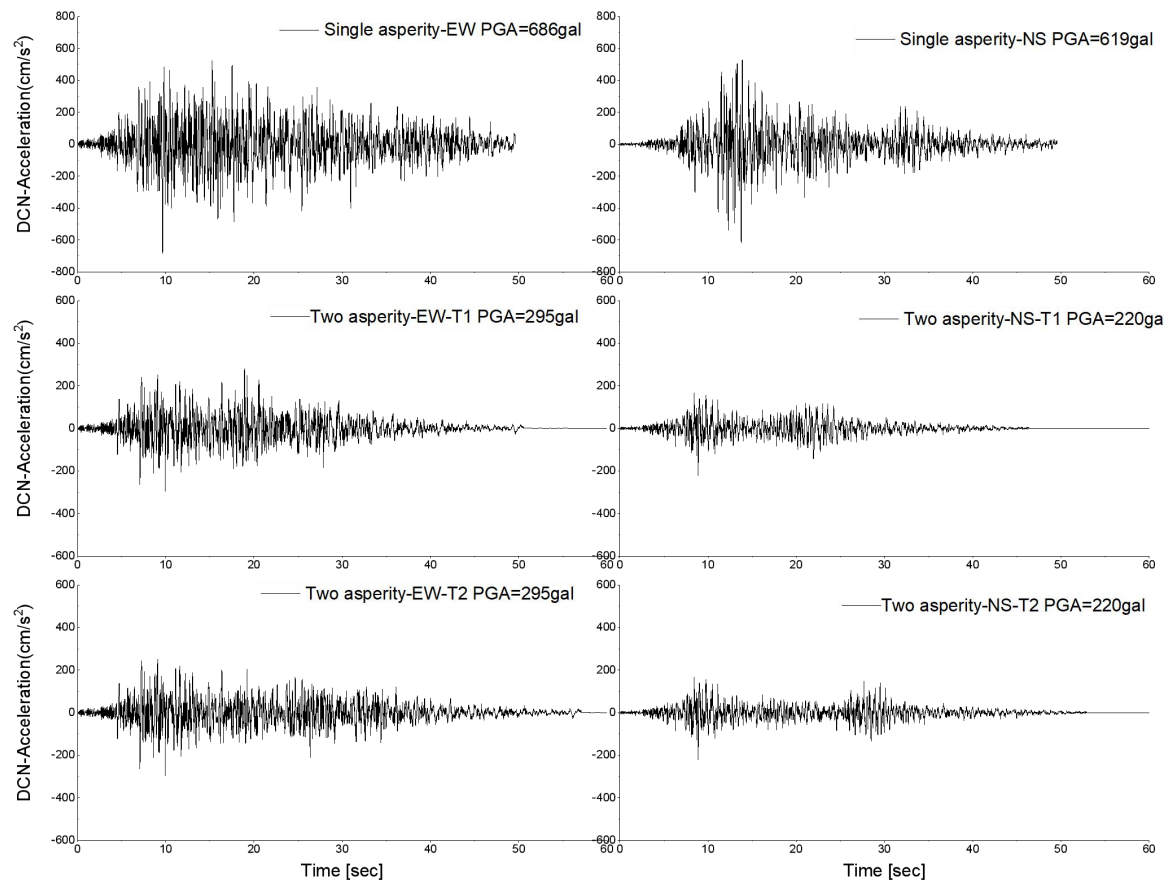 Single asperity-EW PGA=686gal
DCN-Acceleration(cm/s²)
800
600
400
200
0
-200
-400
-600
-800
0 10 20 30 40 50 60
Single asperity-NS PGA=619gal
800
600
400
200
0
-200
-400
-600
-800
0 10 20 30 40 50 60
Two asperity-EW-T1 PGA=295gal
DCN-Acceleration(cm/s²)
600
400
200
0
-200
-400
-600
0 10 20 30 40 50 60
Two asperity-NS-T1 PGA=220ga
600
400
200
0
-200
-400
-600
0 10 20 30 40 50 60
Two asperity-EW-T2 PGA=295gal
DCN-Acceleration(cm/s²)
600
400
200
0
-200
-400
-600
0 10 20 30 40 50 60
Time [sec]
Two asperity-NS-T2 PGA=220gal
600
400
200
0
-200
-400
-600
0 10 20 30 40 50 60
Time [sec]